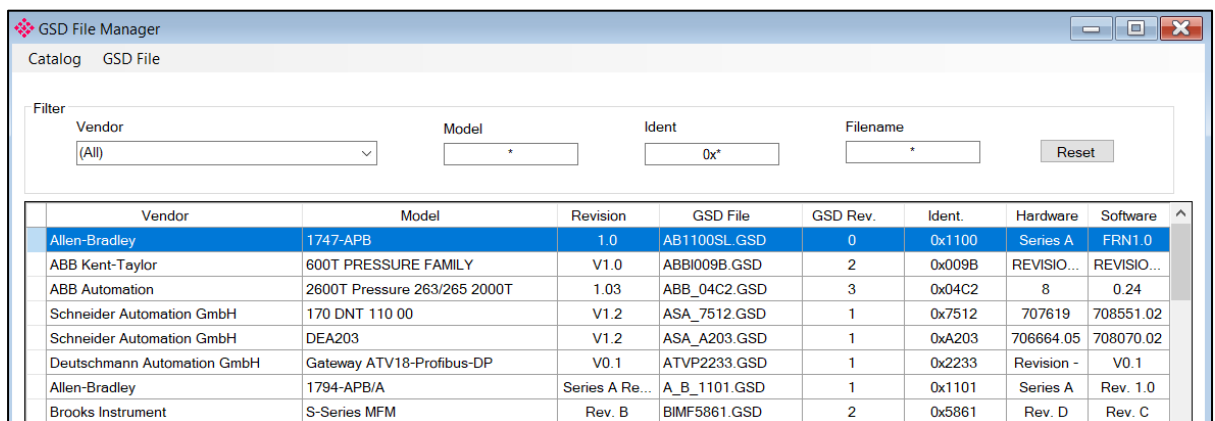 GSD File Manager
Catalog GSD File
Filter
Vendor Model Ident Filename
(All) * 0x* * Reset
Vendor Model Revision GSD File GSD Rev. Ident. Hardware Software
Allen-Bradley 1747-APB 1.0 AB1100SL.GSD 0 0x1100 Series A FRN1.0
ABB Kent-Taylor 600T PRESSURE FAMILY V1.0 ABBI009B.GSD 2 0x009B REVISIO... REVISIO...
ABB Automation 2600T Pressure 263/265 2000T 1.03 ABB_04C2.GSD 3 0x04C2 8 0.24
Schneider Automation GmbH 170 DNT 110 00 V1.2 ASA_7512.GSD 1 0x7512 707619 708551.02
Schneider Automation GmbH DEA203 V1.2 ASA_A203.GSD 1 0xA203 706664.05 708070.02
Deutschmann Automation GmbH Gateway ATV18-Profibus-DP V0.1 ATVP2233.GSD 1 0x2233 Revision - V0.1
Allen-Bradley 1794-APB/A Series A Re... A_B_1101.GSD 1 0x1101 Series A Rev. 1.0
Brooks Instrument S-Series MFM Rev. B BIMF5861.GSD 2 0x5861 Rev. D Rev. C